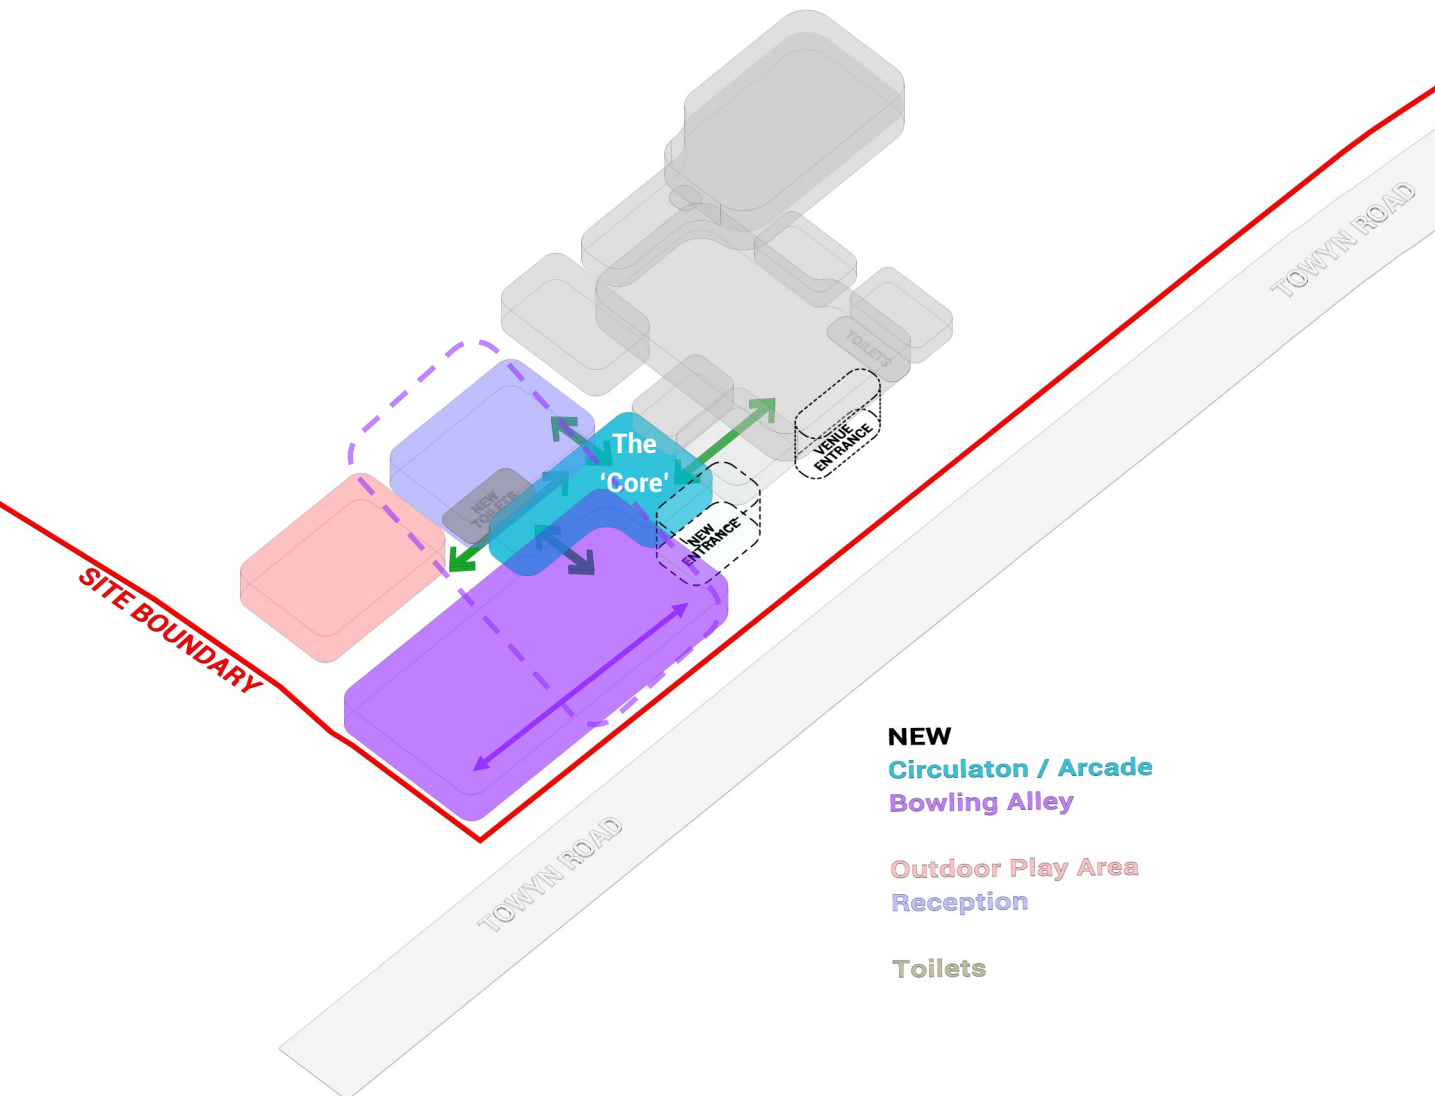 TOWYN ROAD
TOILETS
VENUE
ENTRANCE
The
'Core'
NEW
TOILETS
NEW
ENTRANCE
SITE BOUNDARY
TOWYN ROAD
NEW
Circulaton / Arcade
Bowling Alley
Outdoor Play Area
Reception
Toilets